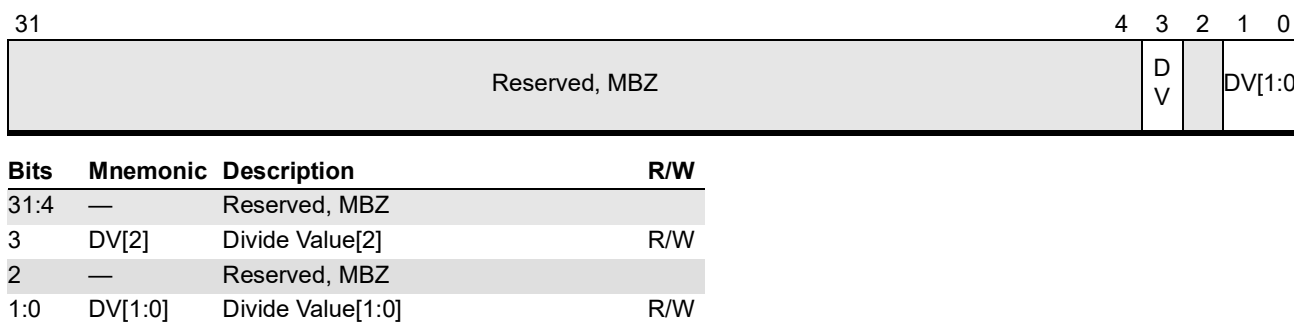 31 4 3 2 1 0
Reserved, MBZ D V DV[1:0
Bits Mnemonic Description R/W
31:4 — Reserved, MBZ
3 DV[2] Divide Value[2] R/W
2 — Reserved, MBZ
1:0 DV[1:0] Divide Value[1:0] R/W